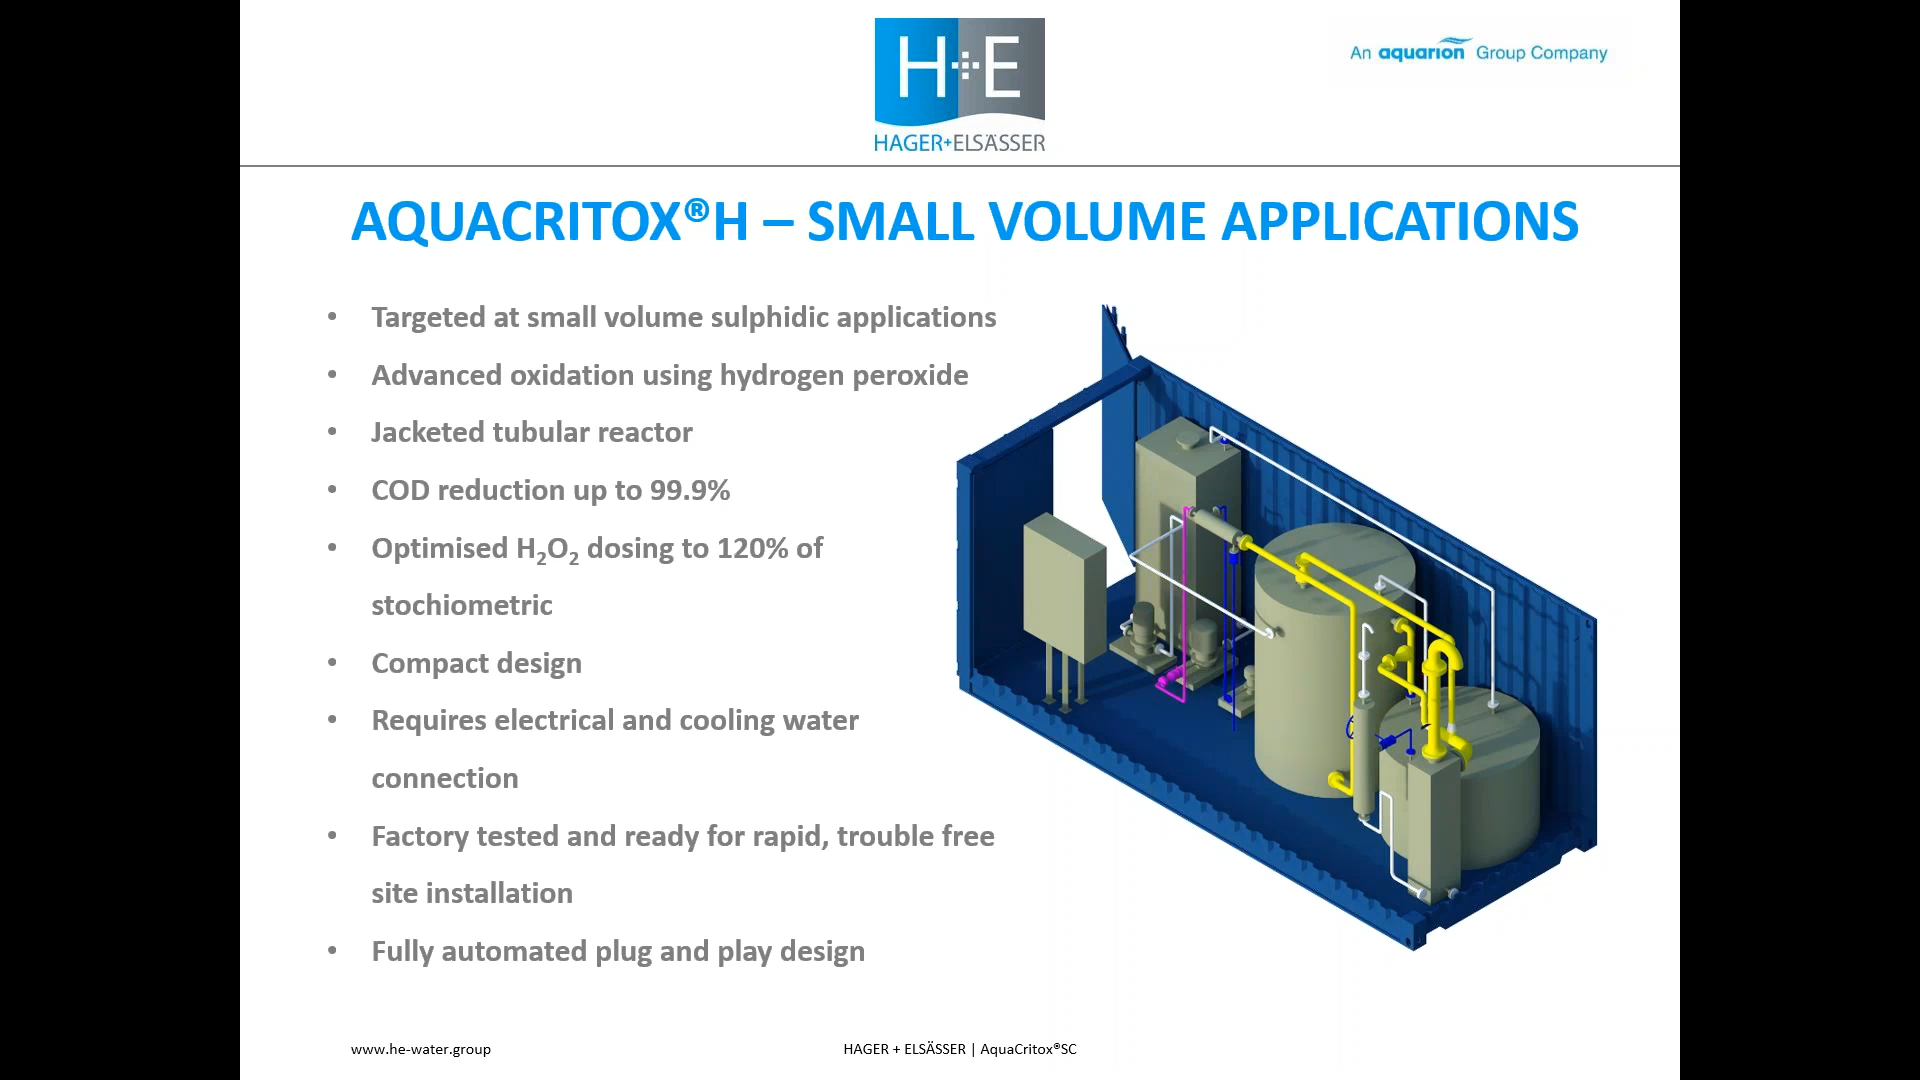 H+E
HAGER+ELSÄSSER
An aquarion Group Company
AQUACRITOX®H – SMALL VOLUME APPLICATIONS
• Targeted at small volume sulphidic applications
• Advanced oxidation using hydrogen peroxide
• Jacketed tubular reactor
• COD reduction up to 99.9%
• Optimised H₂O₂ dosing to 120% of
stochiometric
• Compact design
• Requires electrical and cooling water
connection
• Factory tested and ready for rapid, trouble free
site installation
• Fully automated plug and play design
www.he-water.group
HAGER + ELSÄSSER | AquaCritox®SC